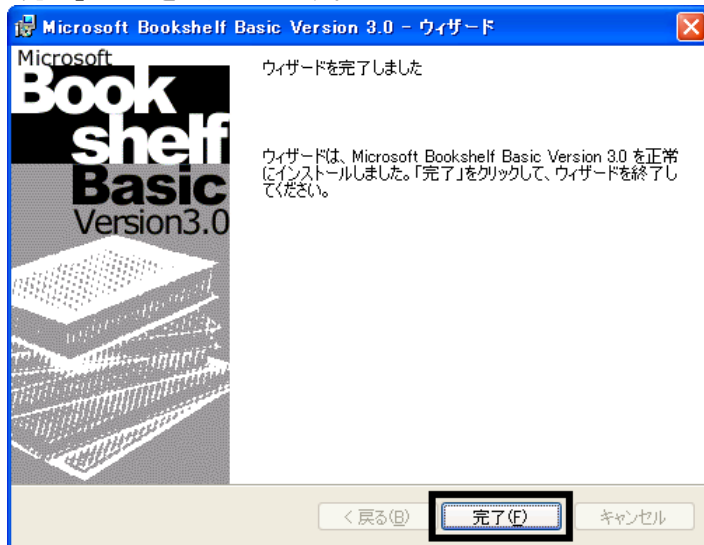 Microsoft Bookshelf Basic Version 3.0 - ウィザード
Microsoft
Book
shelf
Basic
Version3.0
ウィザードを完了しました
ウィザードは、Microsoft Bookshelf Basic Version 3.0 を正常
にインストールしました。「完了」をクリックして、ウィザードを終了し
てください。
< 戻る(B)
完了(F)
キャンセル